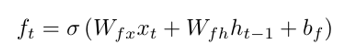 f_t = σ (W_{fx} x_t + W_{fh} h_{t−1} + b_f)